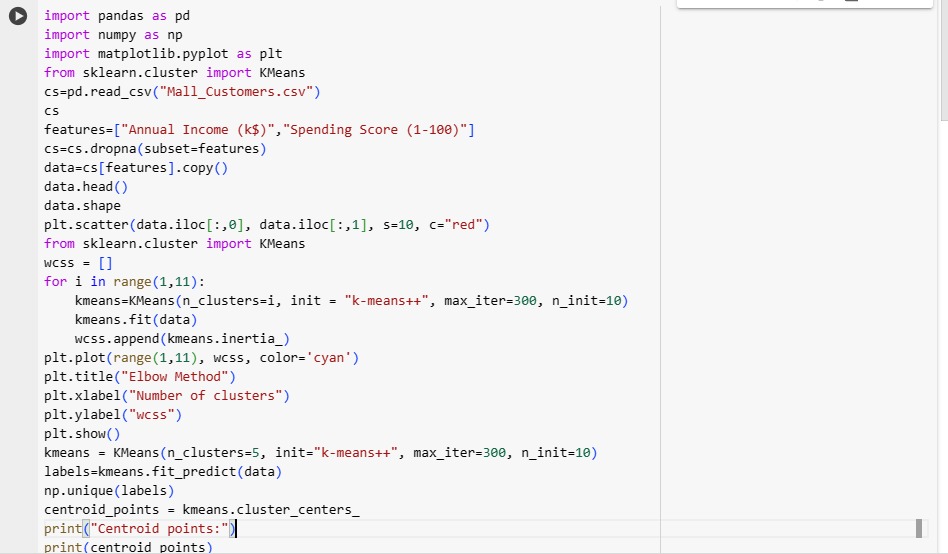 import pandas as pd
import numpy as np
import matplotlib.pyplot as plt
from sklearn.cluster import KMeans
cs=pd.read_csv("Mall_Customers.csv")
cs
features=["Annual Income (k$)","Spending Score (1-100)"]
cs=cs.dropna(subset=features)
data=cs[features].copy()
data.head()
data.shape
plt.scatter(data.iloc[:,0], data.iloc[:,1], s=10, c="red")
from sklearn.cluster import KMeans
wcss = []
for i in range(1,11):
    kmeans=KMeans(n_clusters=i, init = "k-means++", max_iter=300, n_init=10)
    kmeans.fit(data)
    wcss.append(kmeans.inertia_)
plt.plot(range(1,11), wcss, color='cyan')
plt.title("Elbow Method")
plt.xlabel("Number of clusters")
plt.ylabel("wcss")
plt.show()
kmeans = KMeans(n_clusters=5, init="k-means++", max_iter=300, n_init=10)
labels=kmeans.fit_predict(data)
np.unique(labels)
centroid_points = kmeans.cluster_centers_
print("Centroid points:")
print(centroid_points)